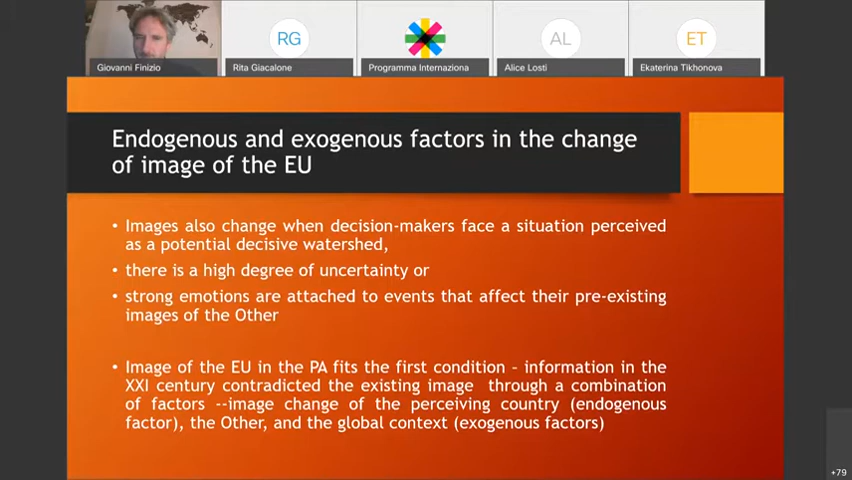 RG
AL
ET
Giovanni Finizio
Rita Giacalone
Programma Internaziona
Alice Losti
Ekaterina Tikhonova
Endogenous and exogenous factors in the change
of image of the EU
• Images also change when decision-makers face a situation perceived
as a potential decisive watershed,
• there is a high degree of uncertainty or
• strong emotions are attached to events that affect their pre-existing
images of the Other
• Image of the EU in the PA fits the first condition – information in the
XXI century contradicted the existing image through a combination
of factors --image change of the perceiving country (endogenous
factor), the Other, and the global context (exogenous factors)
+79